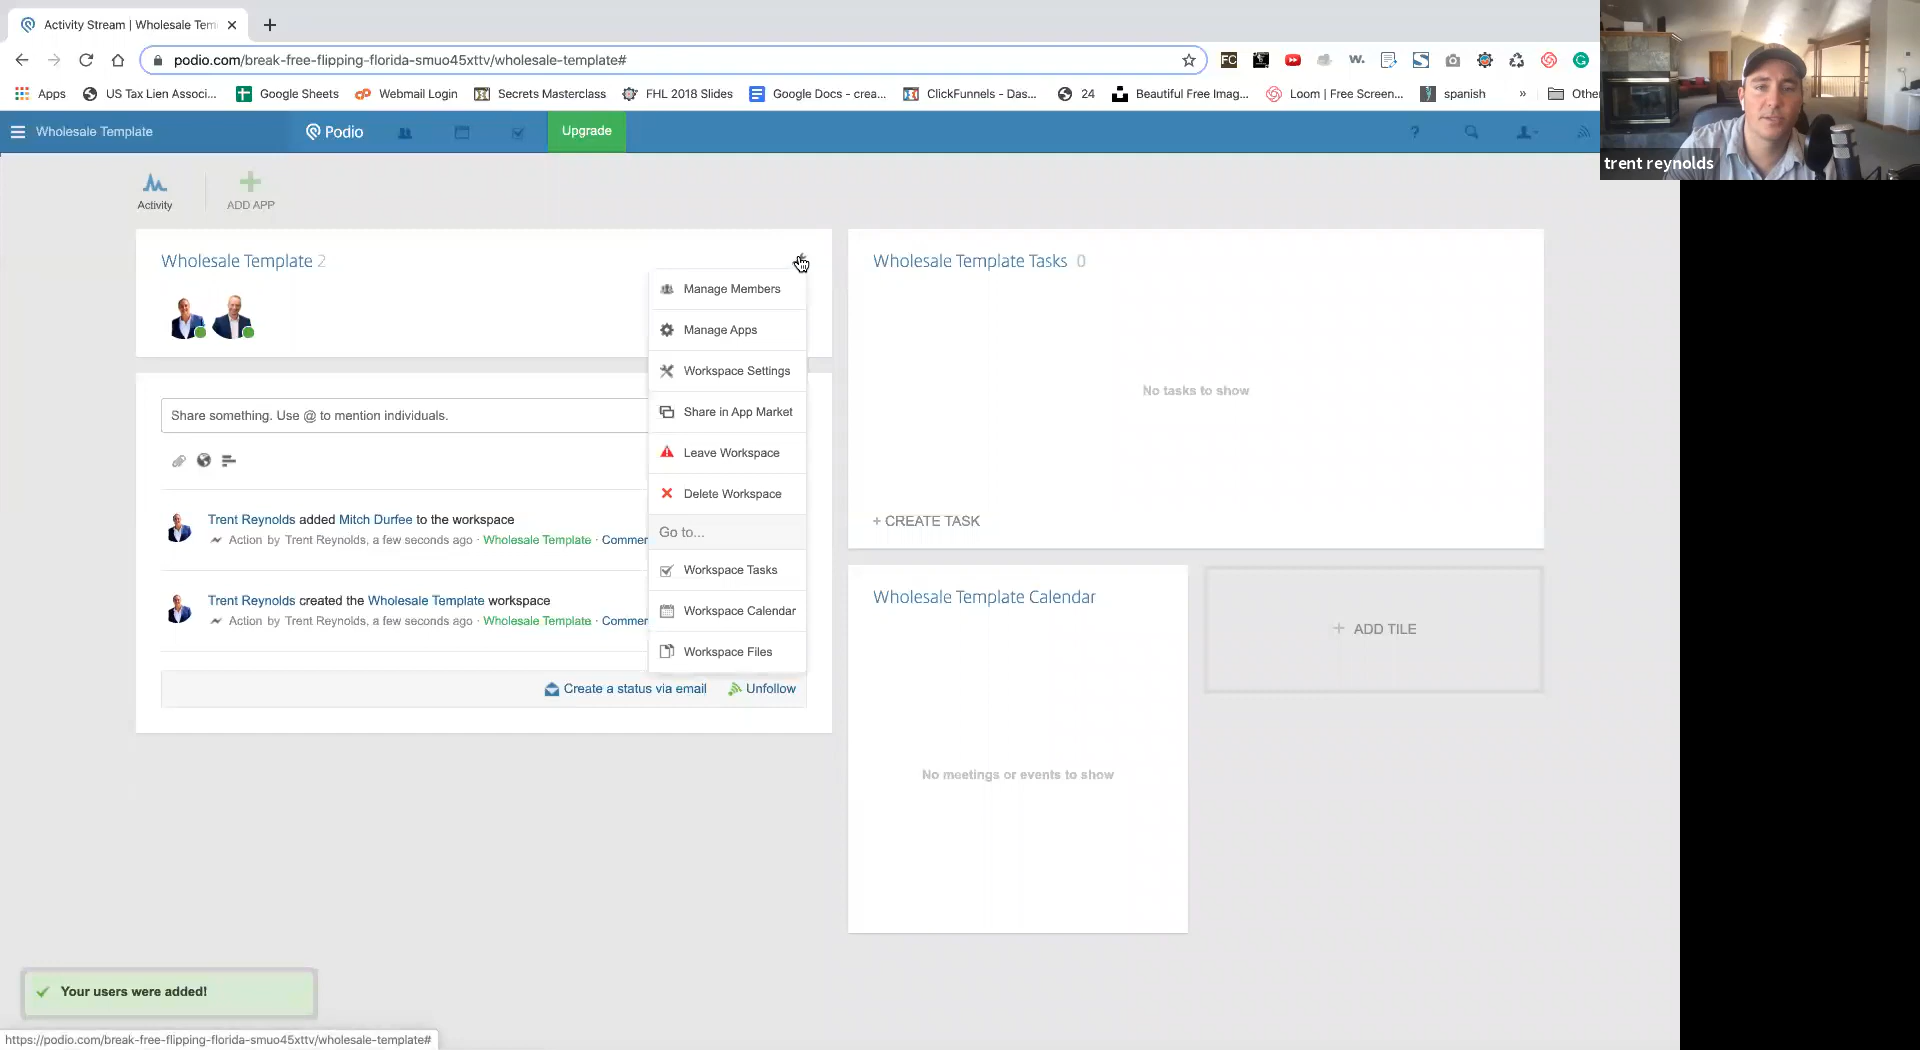 Activity Stream | Wholesale Tem
podio.com/break-free-flipping-florida-smuo45xttv/wholesale-template#
FC
W.
Apps
US Tax Lien Associ...
Google Sheets
Webmail Login
Secrets Masterclass
FHL 2018 Slides
Google Docs - crea...
ClickFunnels - Das...
24
Beautiful Free Imag...
Loom | Free Screen...
spanish
»
Othe
Wholesale Template
Podio
Upgrade
?
trent reynolds
Activity
ADD APP
Wholesale Template 2
Manage Members
Manage Apps
Workspace Settings
Share in App Market
Leave Workspace
Delete Workspace
Go to...
Workspace Tasks
Workspace Calendar
Workspace Files
Share something. Use @ to mention individuals.
Trent Reynolds added Mitch Durfee to the workspace
Action by Trent Reynolds, a few seconds ago · Wholesale Template · Commen
Trent Reynolds created the Wholesale Template workspace
Action by Trent Reynolds, a few seconds ago · Wholesale Template · Commen
Create a status via email
Unfollow
Wholesale Template Tasks 0
No tasks to show
+ CREATE TASK
Wholesale Template Calendar
No meetings or events to show
+ ADD TILE
Your users were added!
https://podio.com/break-free-flipping-florida-smuo45xttv/wholesale-template#